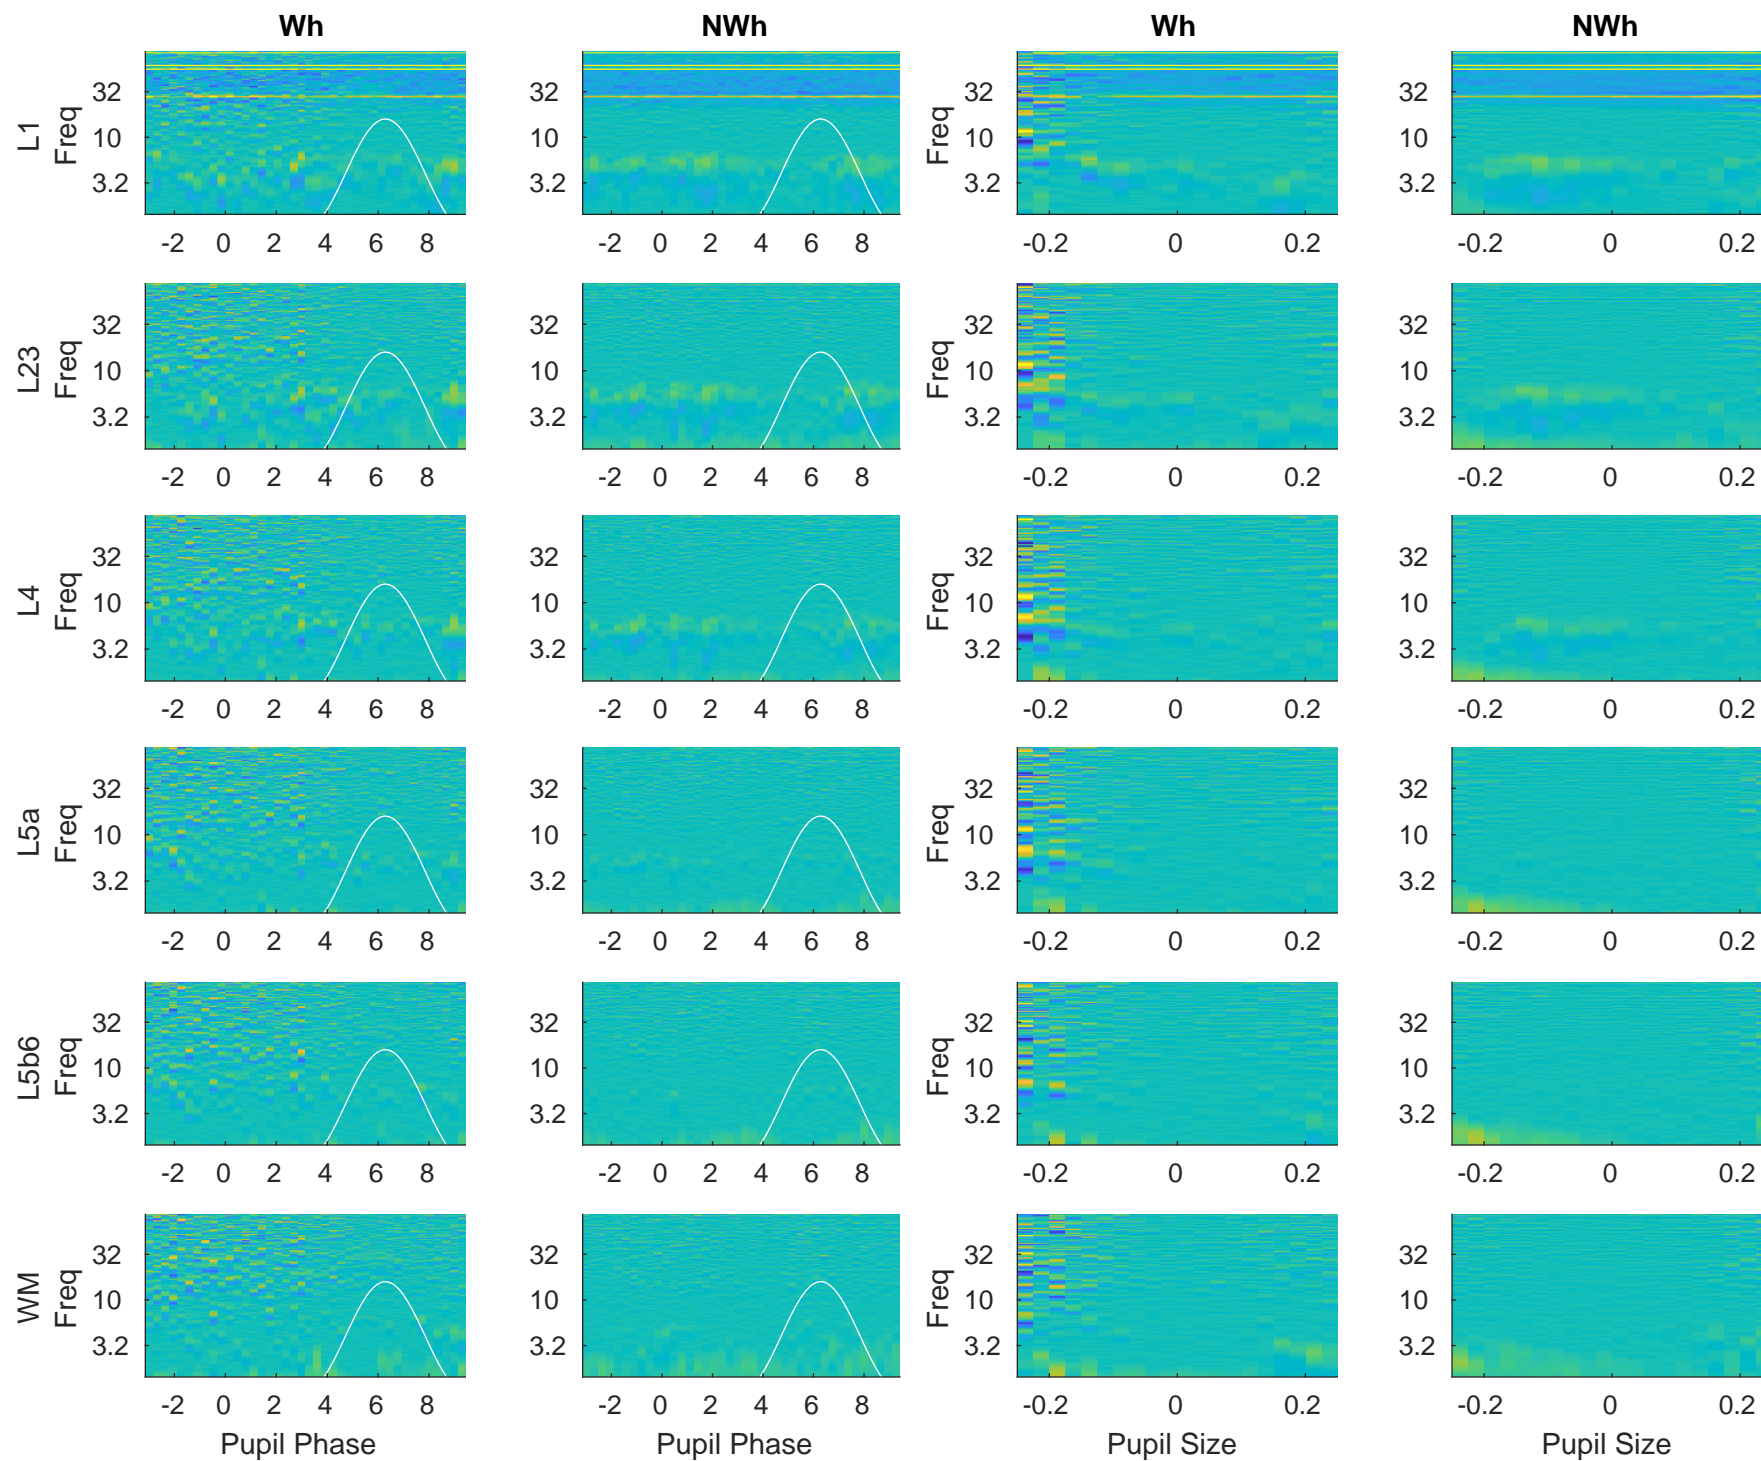 Wh NWh Wh NWh
L1 Freq 32 10 3.2 32 10 3.2 Freq 32 10 3.2 32 10 3.2
-2 0 2 4 6 8 -2 0 2 4 6 8 -0.2 0 0.2 -0.2 0 0.2
L23 Freq 32 10 3.2 32 10 3.2 Freq 32 10 3.2 32 10 3.2
-2 0 2 4 6 8 -2 0 2 4 6 8 -0.2 0 0.2 -0.2 0 0.2
L4 Freq 32 10 3.2 32 10 3.2 Freq 32 10 3.2 32 10 3.2
-2 0 2 4 6 8 -2 0 2 4 6 8 -0.2 0 0.2 -0.2 0 0.2
L5a Freq 32 10 3.2 32 10 3.2 Freq 32 10 3.2 32 10 3.2
-2 0 2 4 6 8 -2 0 2 4 6 8 -0.2 0 0.2 -0.2 0 0.2
L5b6 Freq 32 10 3.2 32 10 3.2 Freq 32 10 3.2 32 10 3.2
-2 0 2 4 6 8 -2 0 2 4 6 8 -0.2 0 0.2 -0.2 0 0.2
WM Freq 32 10 3.2 32 10 3.2 Freq 32 10 3.2 32 10 3.2
-2 0 2 4 6 8 -2 0 2 4 6 8 -0.2 0 0.2 -0.2 0 0.2
Pupil Phase Pupil Phase Pupil Size Pupil Size